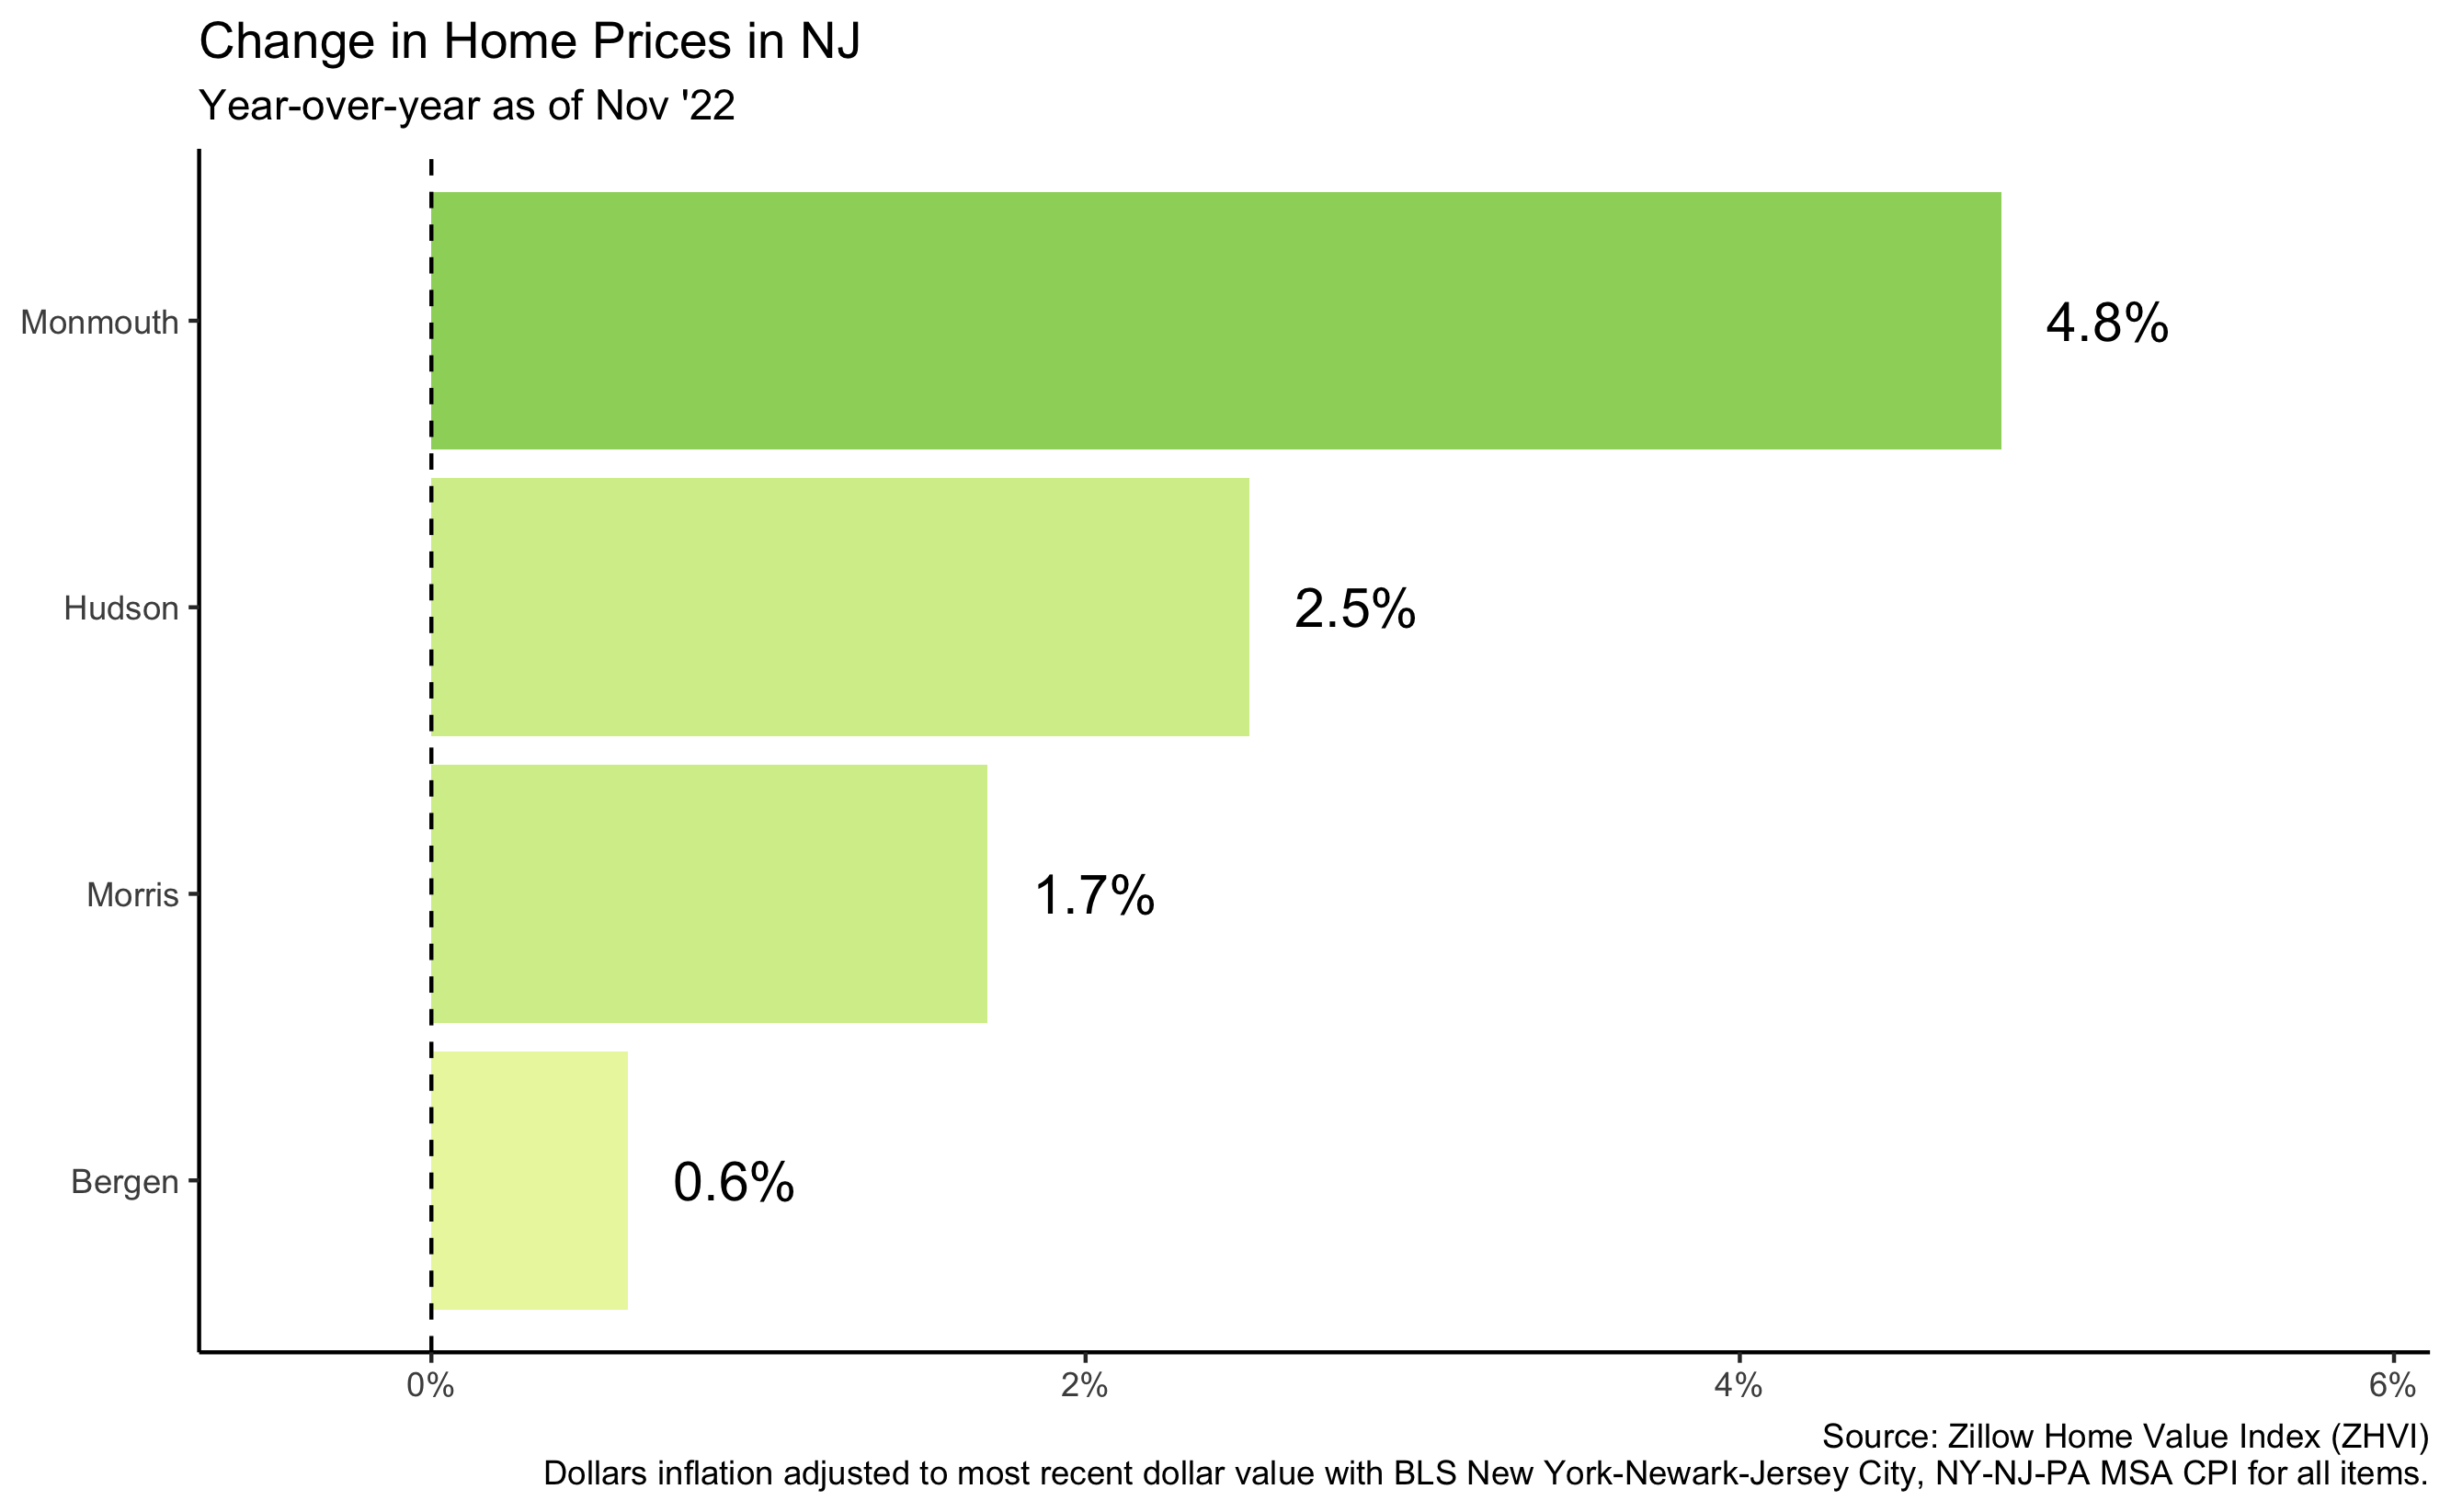 Change in Home Prices in NJ
Year-over-year as of Nov '22
Monmouth
4.8%
Hudson
2.5%
Morris
1.7%
Bergen
0.6%
0%
2%
4%
6%
Source: Zillow Home Value Index (ZHVI)
Dollars inflation adjusted to most recent dollar value with BLS New York-Newark-Jersey City, NY-NJ-PA MSA CPI for all items.